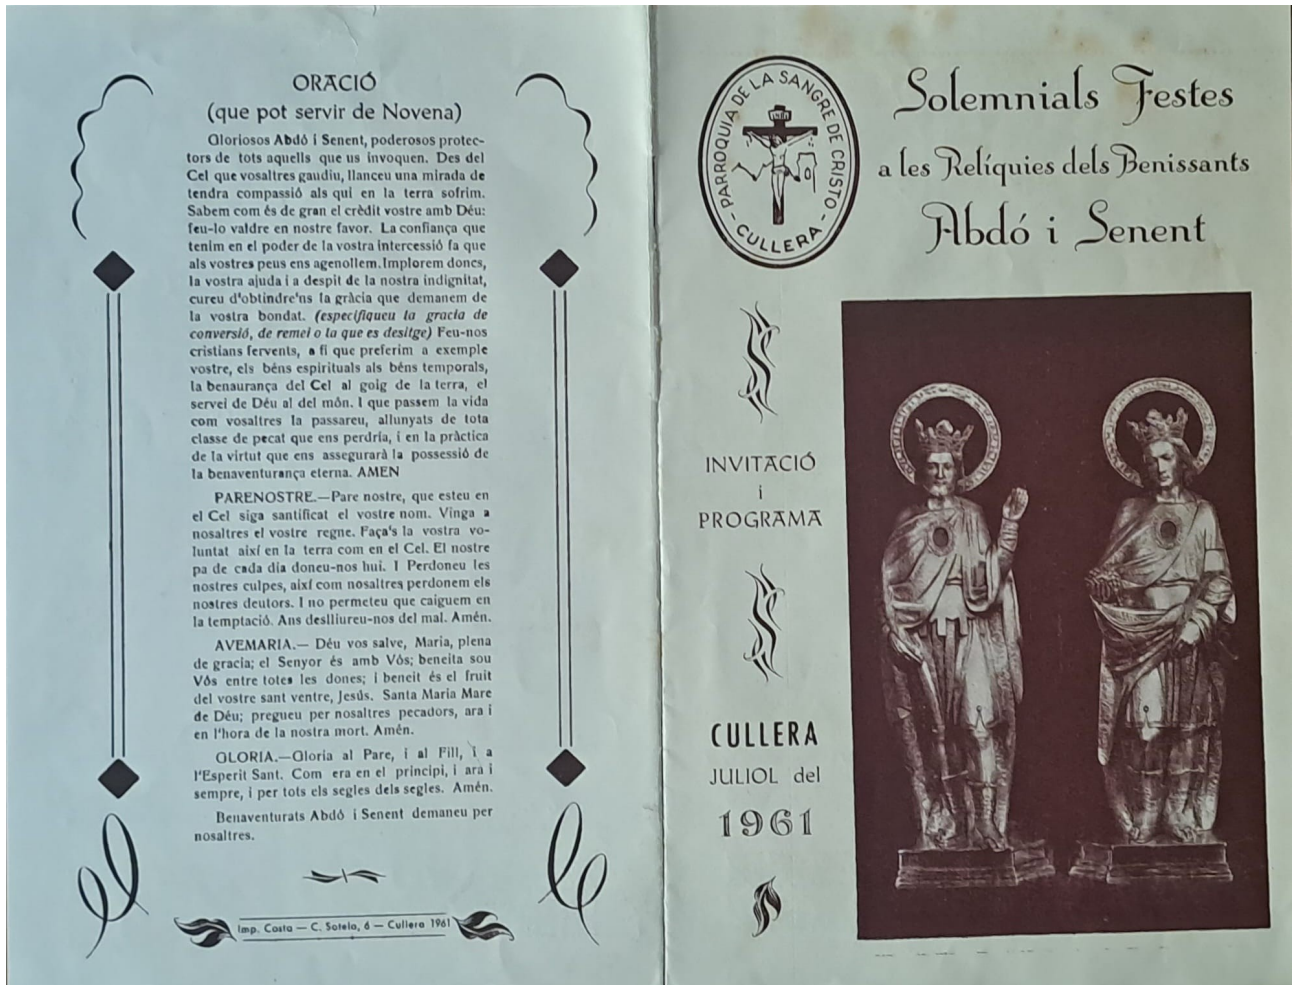 ORACIÓ
(que pot servir de Novena)
Gloriosos Abdó i Senent, poderosos protec-
tors de tots aquells que us invoquen. Des del
Cel que vosaltres gaudiu, llanceu una mirada de
tendra compassió als qui en la terra sofrim.
Sabem com és de gran el crèdit vostre amb Déu:
feu-lo valdre en nostre favor. La confiança que
tenim en el poder de la vostra intercessió fa que
als vostres peus ens agenollem. Implorem doncs,
la vostra ajuda i a despit de la nostra indignitat,
cureu d'obtindre'ns la gràcia que demanem de
la vostra bondat. (especifiqueu la gracia de
conversió, de remei o la que es desitge) Feu-nos
cristians fervents, a fi que preferim a exemple
vostre, els béns espirituals als béns temporals,
la benaurança del Cel al goig de la terra, el
servei de Déu al del món. I que passem la vida
com vosaltres la passareu, allunyats de tota
classe de pecat que ens perdria, i en la pràctica
de la virtut que ens assegurarà la possessió de
la benaventurança eterna. AMEN
PARENOSTRE.—Pare nostre, que esteu en
el Cel siga santificat el vostre nom. Vinga a
nosaltres el vostre regne. Faça's la vostra vo-
luntat així en la terra com en el Cel. El nostre
pa de cada dia doneu-nos hui. I Perdoneu les
nostres culpes, així com nosaltres perdonem els
nostres deutors. I no permeteu que caiguem en
la temptació. Ans deslliureu-nos del mal. Amén.
AVEMARIA.— Déu vos salve, Maria, plena
de gracia; el Senyor és amb Vós; beneita sou
Vós entre totes les dones; i beneit és el fruit
del vostre sant ventre, Jesús. Santa Maria Mare
de Déu; pregueu per nosaltres pecadors, ara i
en l'hora de la nostra mort. Amén.
GLORIA.—Gloria al Pare, i al Fill, i a
l'Esperit Sant. Com era en el principi, i ara i
sempre, i per tots els segles dels segles. Amén.
Benaventurats Abdó i Senent demaneu per
nosaltres.
Imp. Costa — C. Sotelo, 6 — Cullera 1961
PARROQUIA DE LA SANGRE DE CRISTO
- CULLERA -
Solemnials Festes
a les Relíquies dels Benissants
Abdó i Senent
INVITACIÓ
i
PROGRAMA
CULLERA
JULIOL del
1961